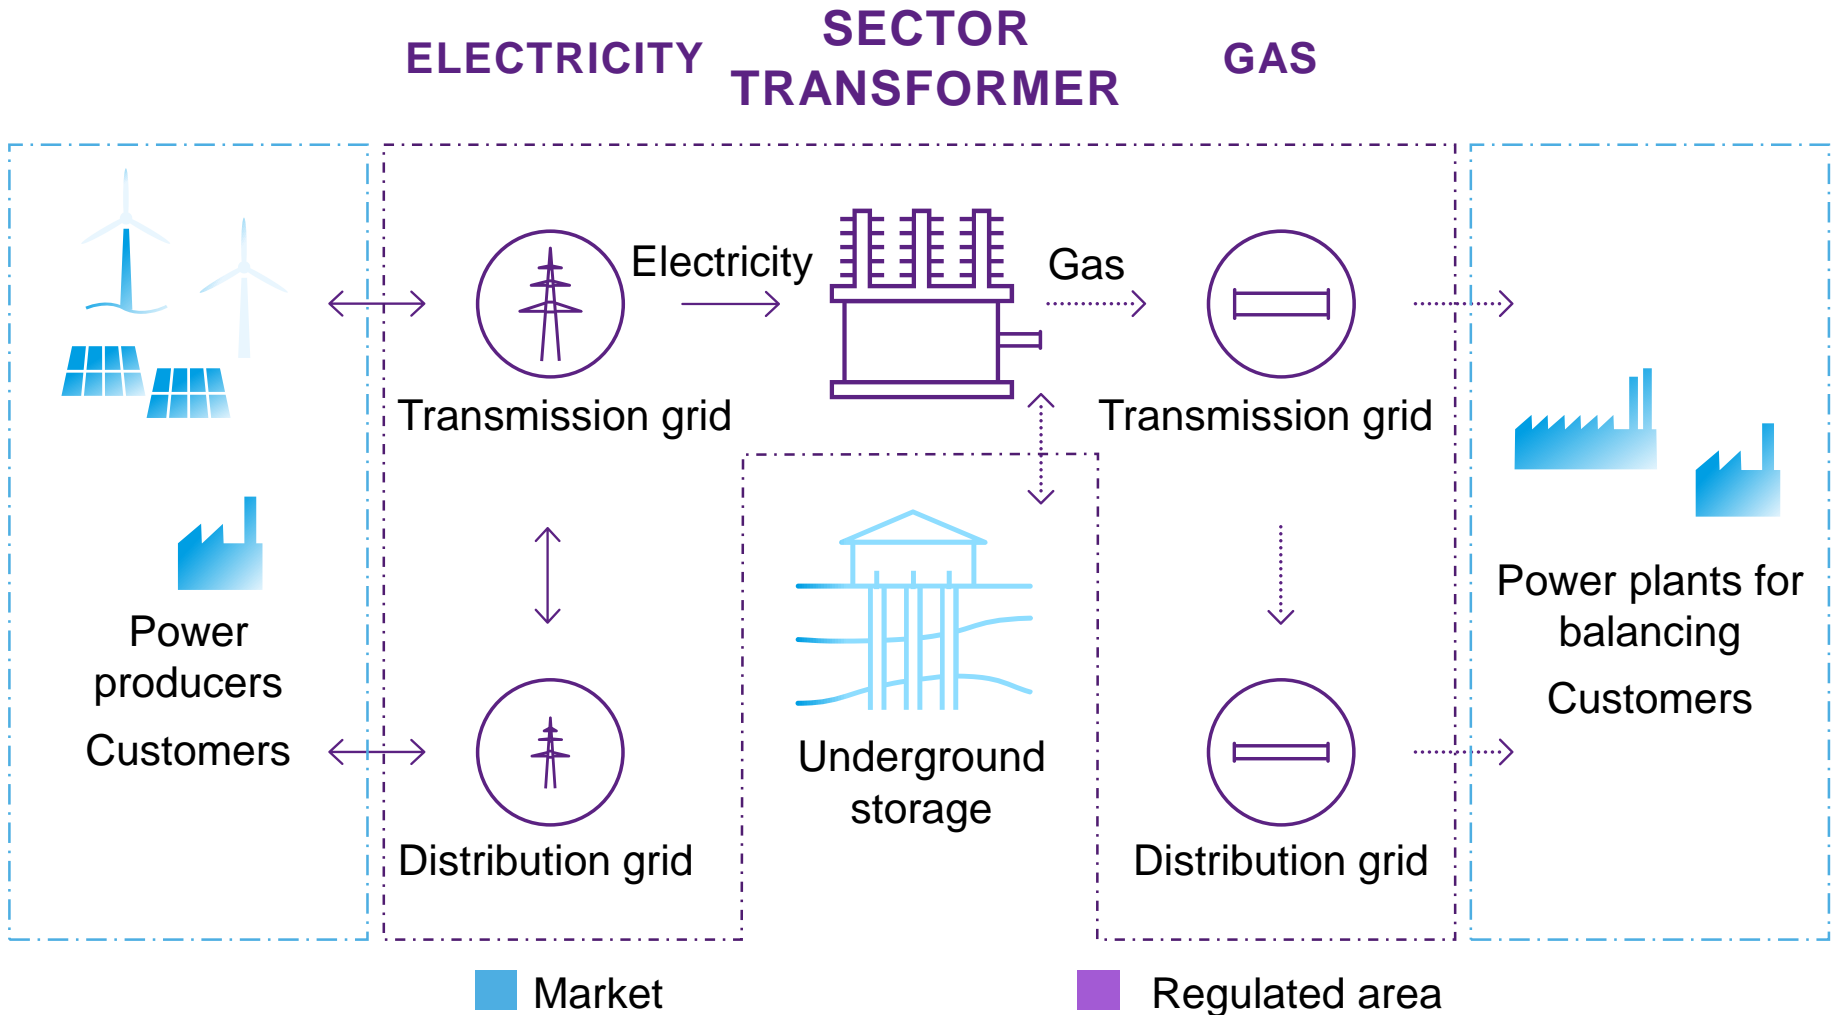 ELECTRICITY
SECTOR
TRANSFORMER
GAS
Electricity
Gas
Transmission grid
Transmission grid
Power
producers
Customers
Underground
storage
Power plants for
balancing
Customers
Distribution grid
Distribution grid
Market
Regulated area